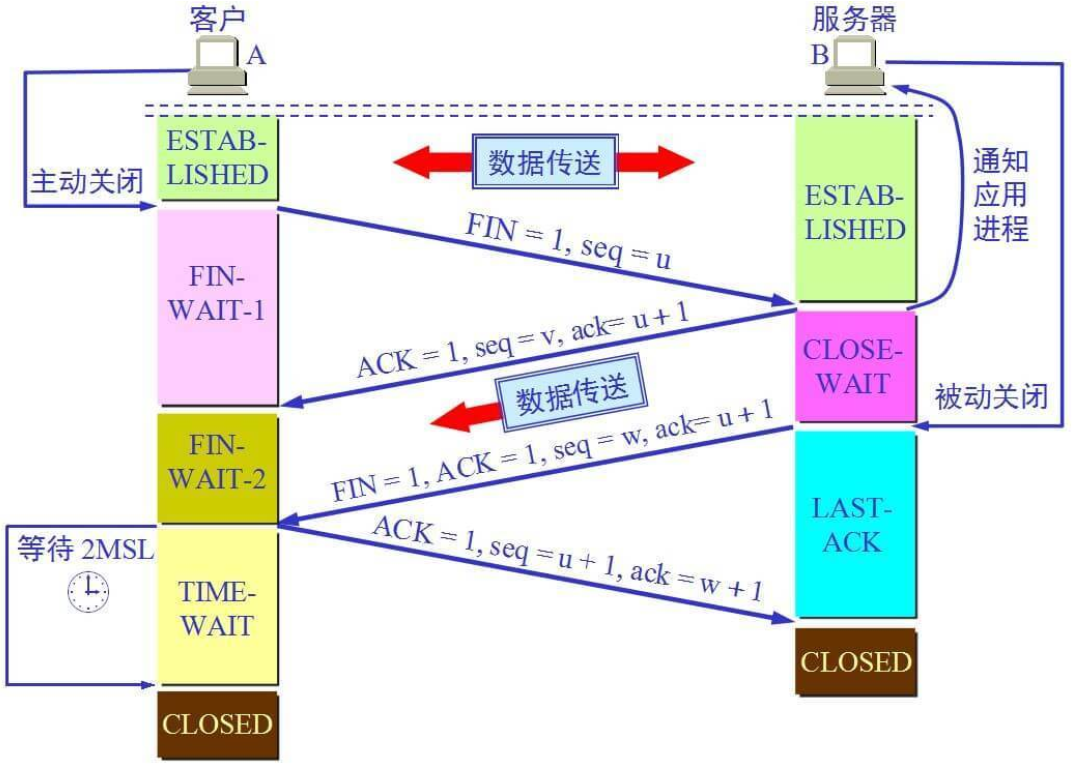 客户
服务器
A
B
ESTAB-
LISHED
数据传送
主动关闭
ESTAB-
LISHED
通知
应用
进程
FIN = 1, seq = u
FIN-
WAIT-1
ACK = 1, seq = v, ack= u + 1
CLOSE-
WAIT
数据传送
被动关闭
FIN-
WAIT-2
FIN = 1, ACK = 1, seq = w, ack= u + 1
LAST-
ACK
等待 2MSL
ACK = 1, seq = u + 1, ack = w + 1
TIME-
WAIT
CLOSED
CLOSED